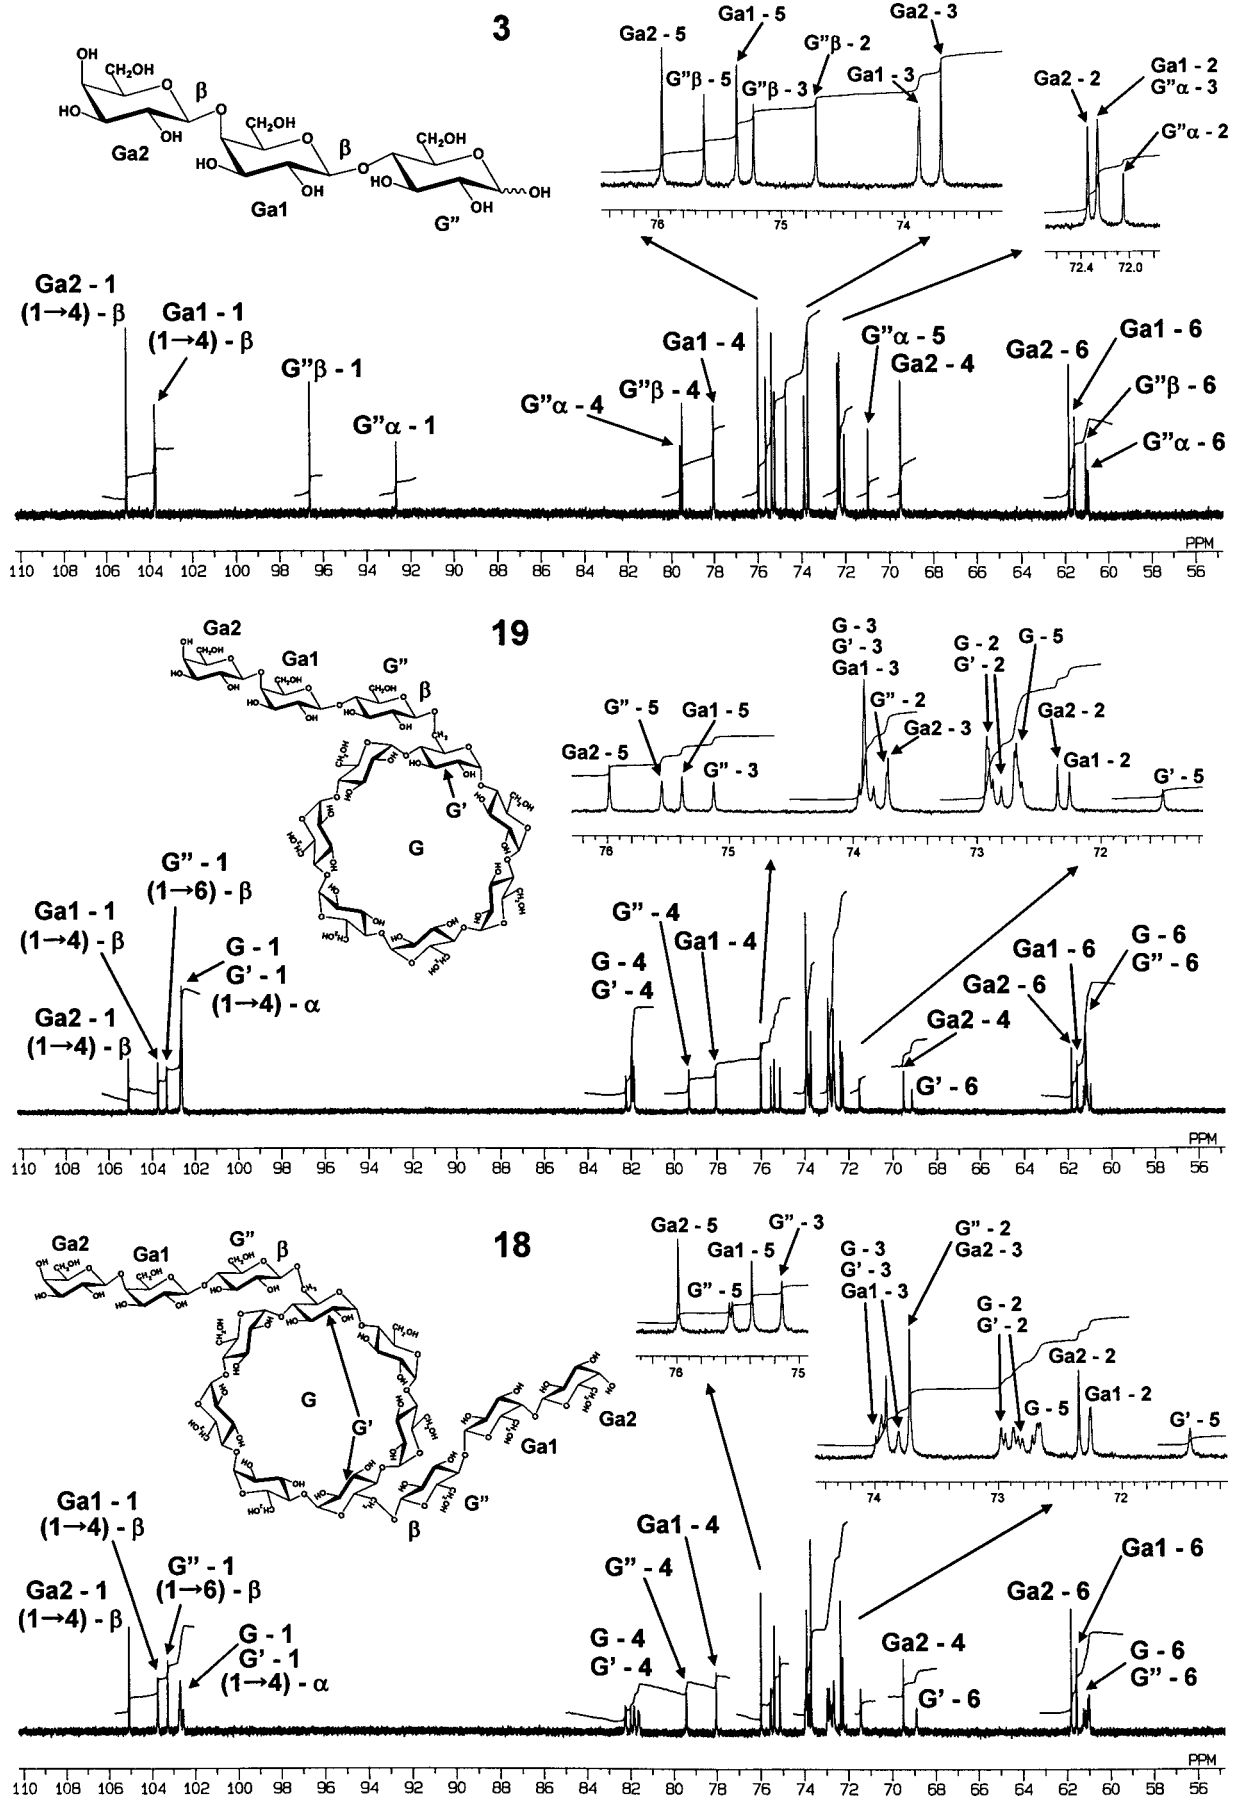 3
OH
CH₂OH
O
β
HO
OH
O
Ga2
CH₂OH
O
β
HO
OH
O
Ga1
CH₂OH
O
HO
OH
OH
G”
Ga2 - 5
Ga1 - 5
G”β - 2
Ga2 - 3
G”β - 5
G”β - 3
Ga1 - 3
76
75
74
Ga2 - 2
Ga1 - 2
G”α - 3
G”α - 2
72.4
72.0
Ga2 - 1
(1→4) - β
Ga1 - 1
(1→4) - β
G”β - 1
G”α - 1
G”α - 4
G”β - 4
Ga1 - 4
G”α - 5
Ga2 - 4
Ga2 - 6
Ga1 - 6
G”β - 6
G”α - 6
PPM
110 108 106 104 102 100 98 96 94 92 90 88 86 84 82 80 78 76 74 72 70 68 66 64 62 60 58 56
19
Ga2
Ga1
G”
β
G’
G
G” - 5
Ga1 - 5
Ga2 - 5
G” - 3
G - 3
G’ - 3
Ga1 - 3
G” - 2
Ga2 - 3
G - 2
G’ - 2
G - 5
Ga2 - 2
Ga1 - 2
G’ - 5
76
75
74
73
72
G” - 1
(1→6) - β
Ga1 - 1
(1→4) - β
G - 1
G’ - 1
(1→4) - α
Ga2 - 1
(1→4) - β
G - 4
G’ - 4
G” - 4
Ga1 - 4
Ga2 - 4
G’ - 6
Ga2 - 6
Ga1 - 6
G - 6
G” - 6
PPM
110 108 106 104 102 100 98 96 94 92 90 88 86 84 82 80 78 76 74 72 70 68 66 64 62 60 58 56
18
Ga2
Ga1
G”
β
G
G’
Ga2
Ga1
G”
β
Ga2 - 5
G” - 3
Ga1 - 5
G” - 5
76
75
G - 3
G’ - 3
Ga1 - 3
G” - 2
Ga2 - 3
G - 2
G’ - 2
Ga2 - 2
G - 5
Ga1 - 2
G’ - 5
74
73
72
Ga1 - 1
(1→4) - β
Ga2 - 1
(1→4) - β
G” - 1
(1→6) - β
G - 1
G’ - 1
(1→4) - α
G - 4
G’ - 4
G” - 4
Ga1 - 4
Ga2 - 4
G’ - 6
Ga2 - 6
Ga1 - 6
G - 6
G” - 6
PPM
110 108 106 104 102 100 98 96 94 92 90 88 86 84 82 80 78 76 74 72 70 68 66 64 62 60 58 56